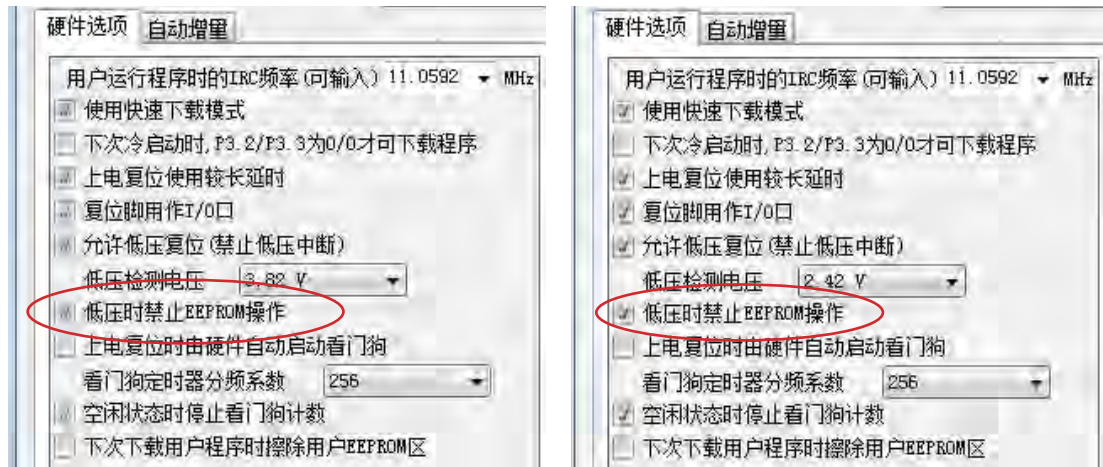 硬件选项 自动增量
用户运行程序时的IRC频率(可输入) 11.0592 MHz
使用快速下载模式
下次冷启动时,P3.2/P3.3为0/0才可下载程序
上电复位使用较长延时
复位脚用作I/O口
允许低压复位(禁止低压中断)
低压检测电压 3.82 V
低压时禁止EEPROM操作
上电复位时由硬件自动启动看门狗
看门狗定时器分频系数 256
空闲状态时停止看门狗计数
下次下载用户程序时擦除用户EEPROM区
硬件选项 自动增量
用户运行程序时的IRC频率(可输入) 11.0592 MHz
使用快速下载模式
下次冷启动时,P3.2/P3.3为0/0才可下载程序
上电复位使用较长延时
复位脚用作I/O口
允许低压复位(禁止低压中断)
低压检测电压 2.42 V
低压时禁止EEPROM操作
上电复位时由硬件自动启动看门狗
看门狗定时器分频系数 256
空闲状态时停止看门狗计数
下次下载用户程序时擦除用户EEPROM区